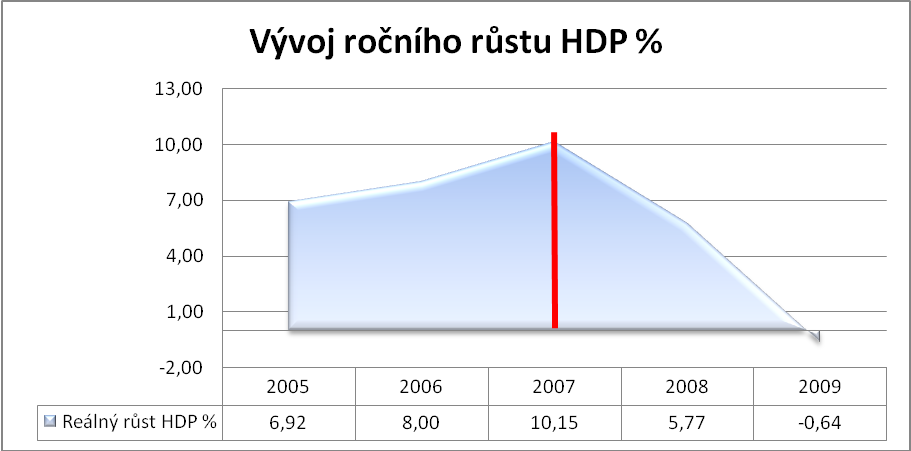 Vývoj ročního růstu HDP %
13,00
10,00
7,00
4,00
1,00
-2,00
2005 2006 2007 2008 2009
Reálný růst HDP % 6,92 8,00 10,15 5,77 -0,64